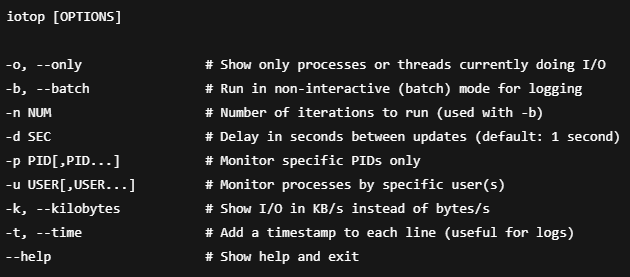 iotop [OPTIONS]
-o, --only # Show only processes or threads currently doing I/O
-b, --batch # Run in non-interactive (batch) mode for logging
-n NUM # Number of iterations to run (used with -b)
-d SEC # Delay in seconds between updates (default: 1 second)
-p PID[,PID...] # Monitor specific PIDs only
-u USER[,USER...] # Monitor processes by specific user(s)
-k, --kilobytes # Show I/O in KB/s instead of bytes/s
-t, --time # Add a timestamp to each line (useful for logs)
--help # Show help and exit